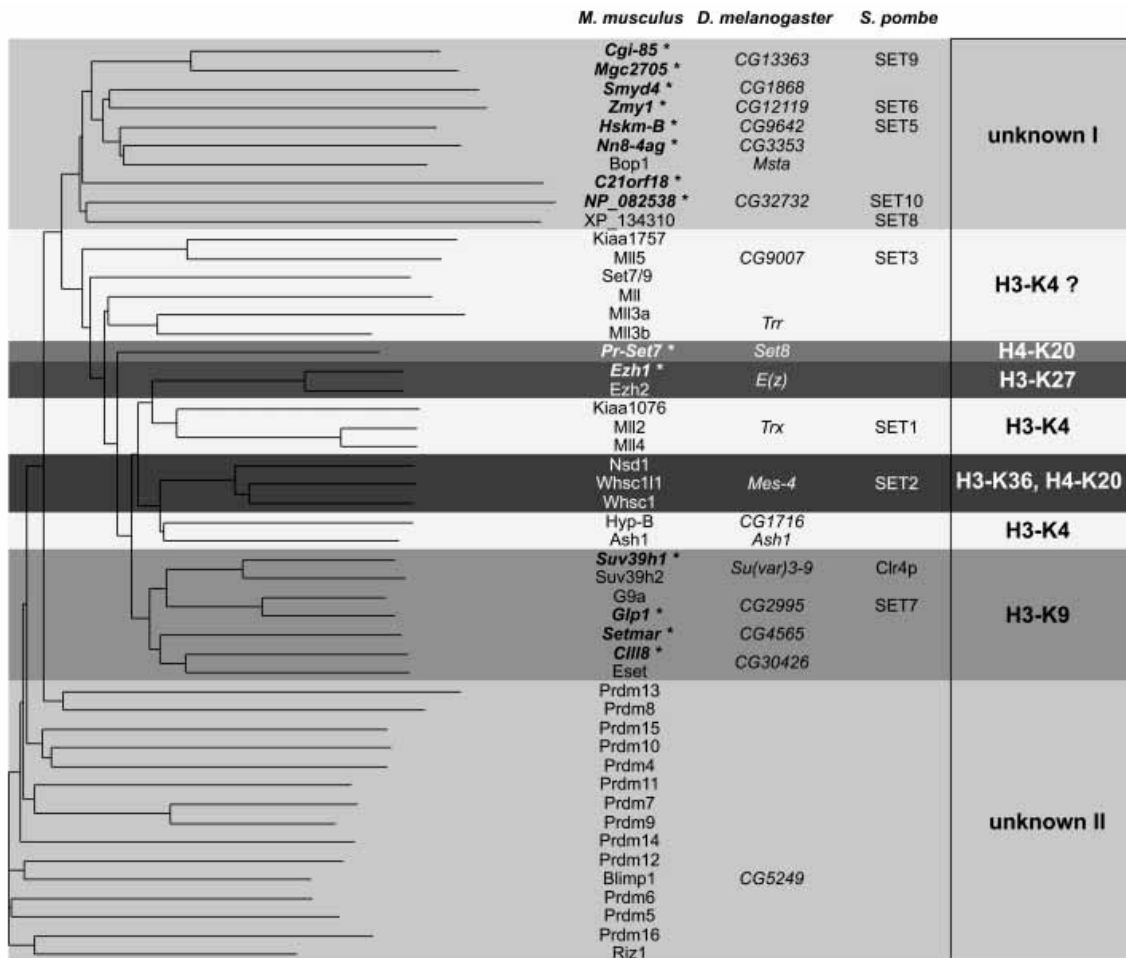 M. musculus D. melanogaster S. pombe
Cgi-85 *
CG13363 SET9
Mgc2705 *
Smyd4 * CG1868
Zmy1 * CG12119 SET6
Hskm-B * CG9642 SET5
unknown I
Nn8-4ag * CG3353
Bop1 Msta
C21orf18 *
NP_082538 * CG32732 SET10
XP_134310 SET8
Kiaa1757
Mll5 CG9007 SET3
Set7/9
H3-K4 ?
Mll
Mll3a
Trr
Mll3b
Pr-Set7 * Set8 H4-K20
Ezh1 *
E(z) H3-K27
Ezh2
Kiaa1076
Mll2 Trx SET1 H3-K4
Mll4
Nsd1
Whsc1l1 Mes-4 SET2 H3-K36, H4-K20
Whsc1
Hyp-B CG1716
H3-K4
Ash1 Ash1
Suv39h1 *
Su(var)3-9 Clr4p
Suv39h2
G9a
CG2995 SET7
Glp1 *
H3-K9
Setmar * CG4565
Clll8 *
CG30426
Eset
Prdm13
Prdm8
Prdm15
Prdm10
Prdm4
Prdm11
Prdm7
Prdm9
unknown II
Prdm14
Prdm12
Blimp1 CG5249
Prdm6
Prdm5
Prdm16
Riz1